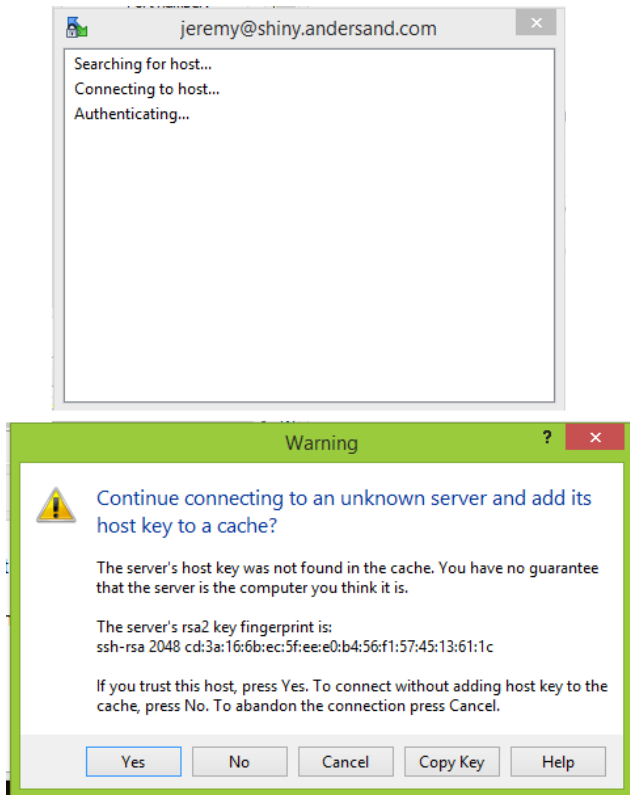 jeremy@shiny.andersand.com
Searching for host...
Connecting to host...
Authenticating...
Warning
?
Continue connecting to an unknown server and add its
host key to a cache?
The server's host key was not found in the cache. You have no guarantee
that the server is the computer you think it is.
The server's rsa2 key fingerprint is:
ssh-rsa 2048 cd:3a:16:6b:ec:5f:ee:e0:b4:56:f1:57:45:13:61:1c
If you trust this host, press Yes. To connect without adding host key to the
cache, press No. To abandon the connection press Cancel.
Yes No Cancel Copy Key Help